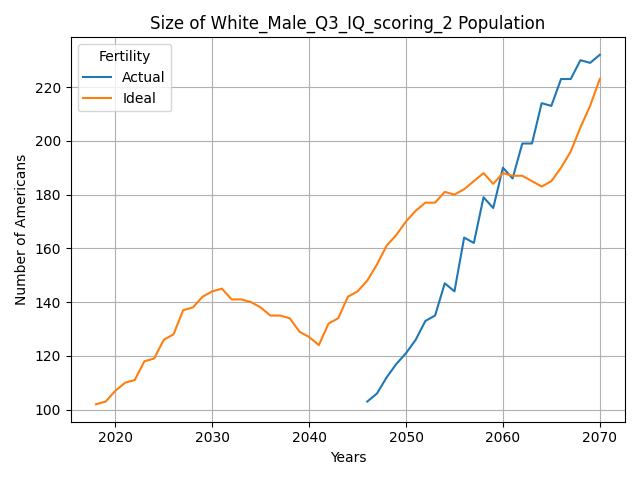 Size of White_Male_Q3_IQ_scoring_2 Population
Fertility
Actual
Ideal
Number of Americans
220
200
180
160
140
120
100
2020
2030
2040
2050
2060
2070
Years